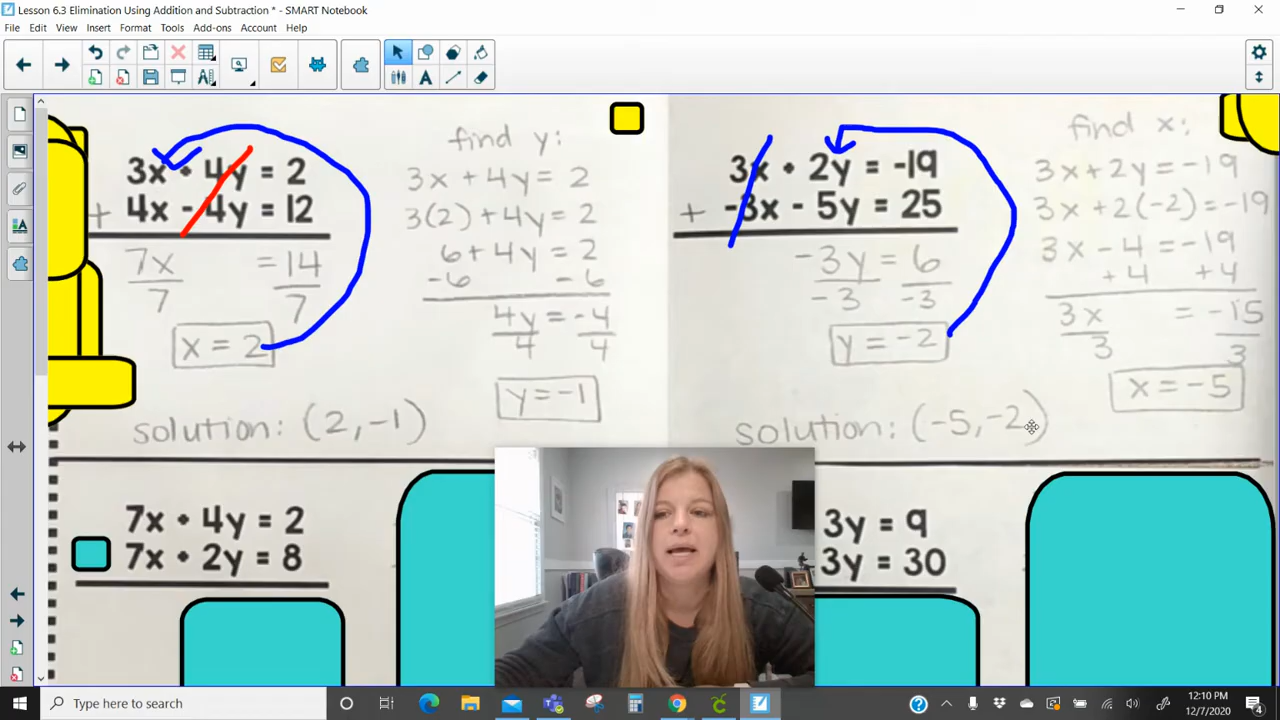 Lesson 6.3 Elimination Using Addition and Subtraction * - SMART Notebook
File Edit View Insert Format Tools Add-ons Account Help
3x + 4y = 2
+ 4x - 4y = 12
7x = 14
7 7
x = 2
find y:
3x + 4y = 2
3(2) + 4y = 2
6 + 4y = 2
-6 -6
4y = -4
4 4
y = -1
solution: (2, -1)
3x + 2y = -19
+ -3x - 5y = 25
-3y = 6
-3 -3
y = -2
find x:
3x + 2y = -19
3x + 2(-2) = -19
3x - 4 = -19
+4 +4
3x = -15
3 3
x = -5
solution: (-5, -2)
7x + 4y = 2
7x + 2y = 8
3y = 9
3y = 30
Type here to search
12:10 PM
12/7/2020
4